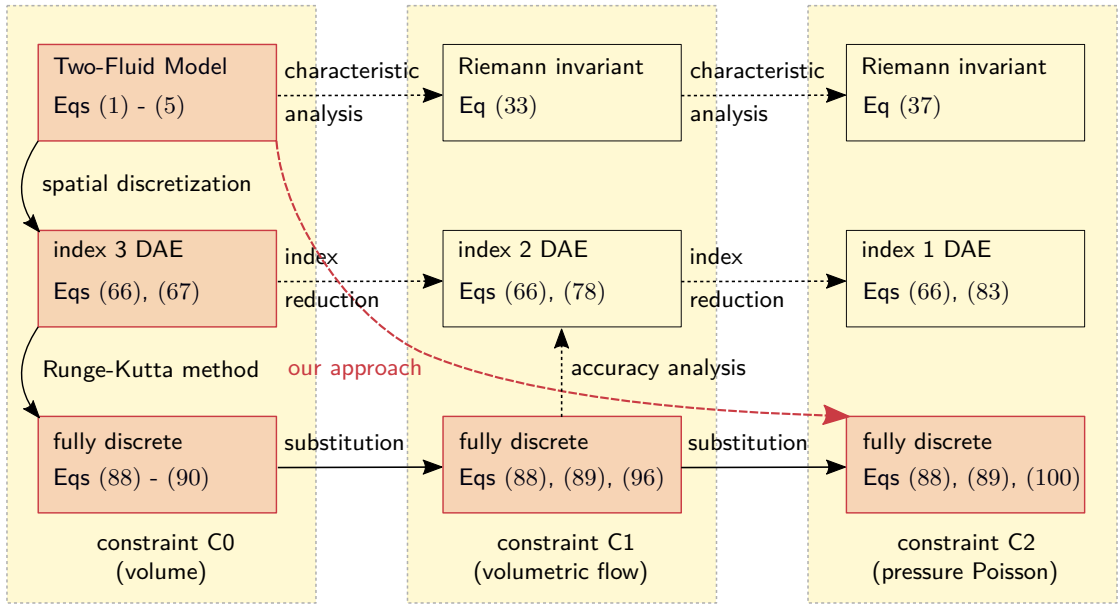 Two-Fluid Model
Eqs (1) - (5)
characteristic
analysis
Riemann invariant
Eq (33)
characteristic
analysis
Riemann invariant
Eq (37)
spatial discretization
index 3 DAE
Eqs (66), (67)
index
reduction
index 2 DAE
Eqs (66), (78)
index
reduction
index 1 DAE
Eqs (66), (83)
Runge-Kutta method
our approach
accuracy analysis
fully discrete
Eqs (88) - (90)
substitution
fully discrete
Eqs (88), (89), (96)
substitution
fully discrete
Eqs (88), (89), (100)
constraint C0
(volume)
constraint C1
(volumetric flow)
constraint C2
(pressure Poisson)